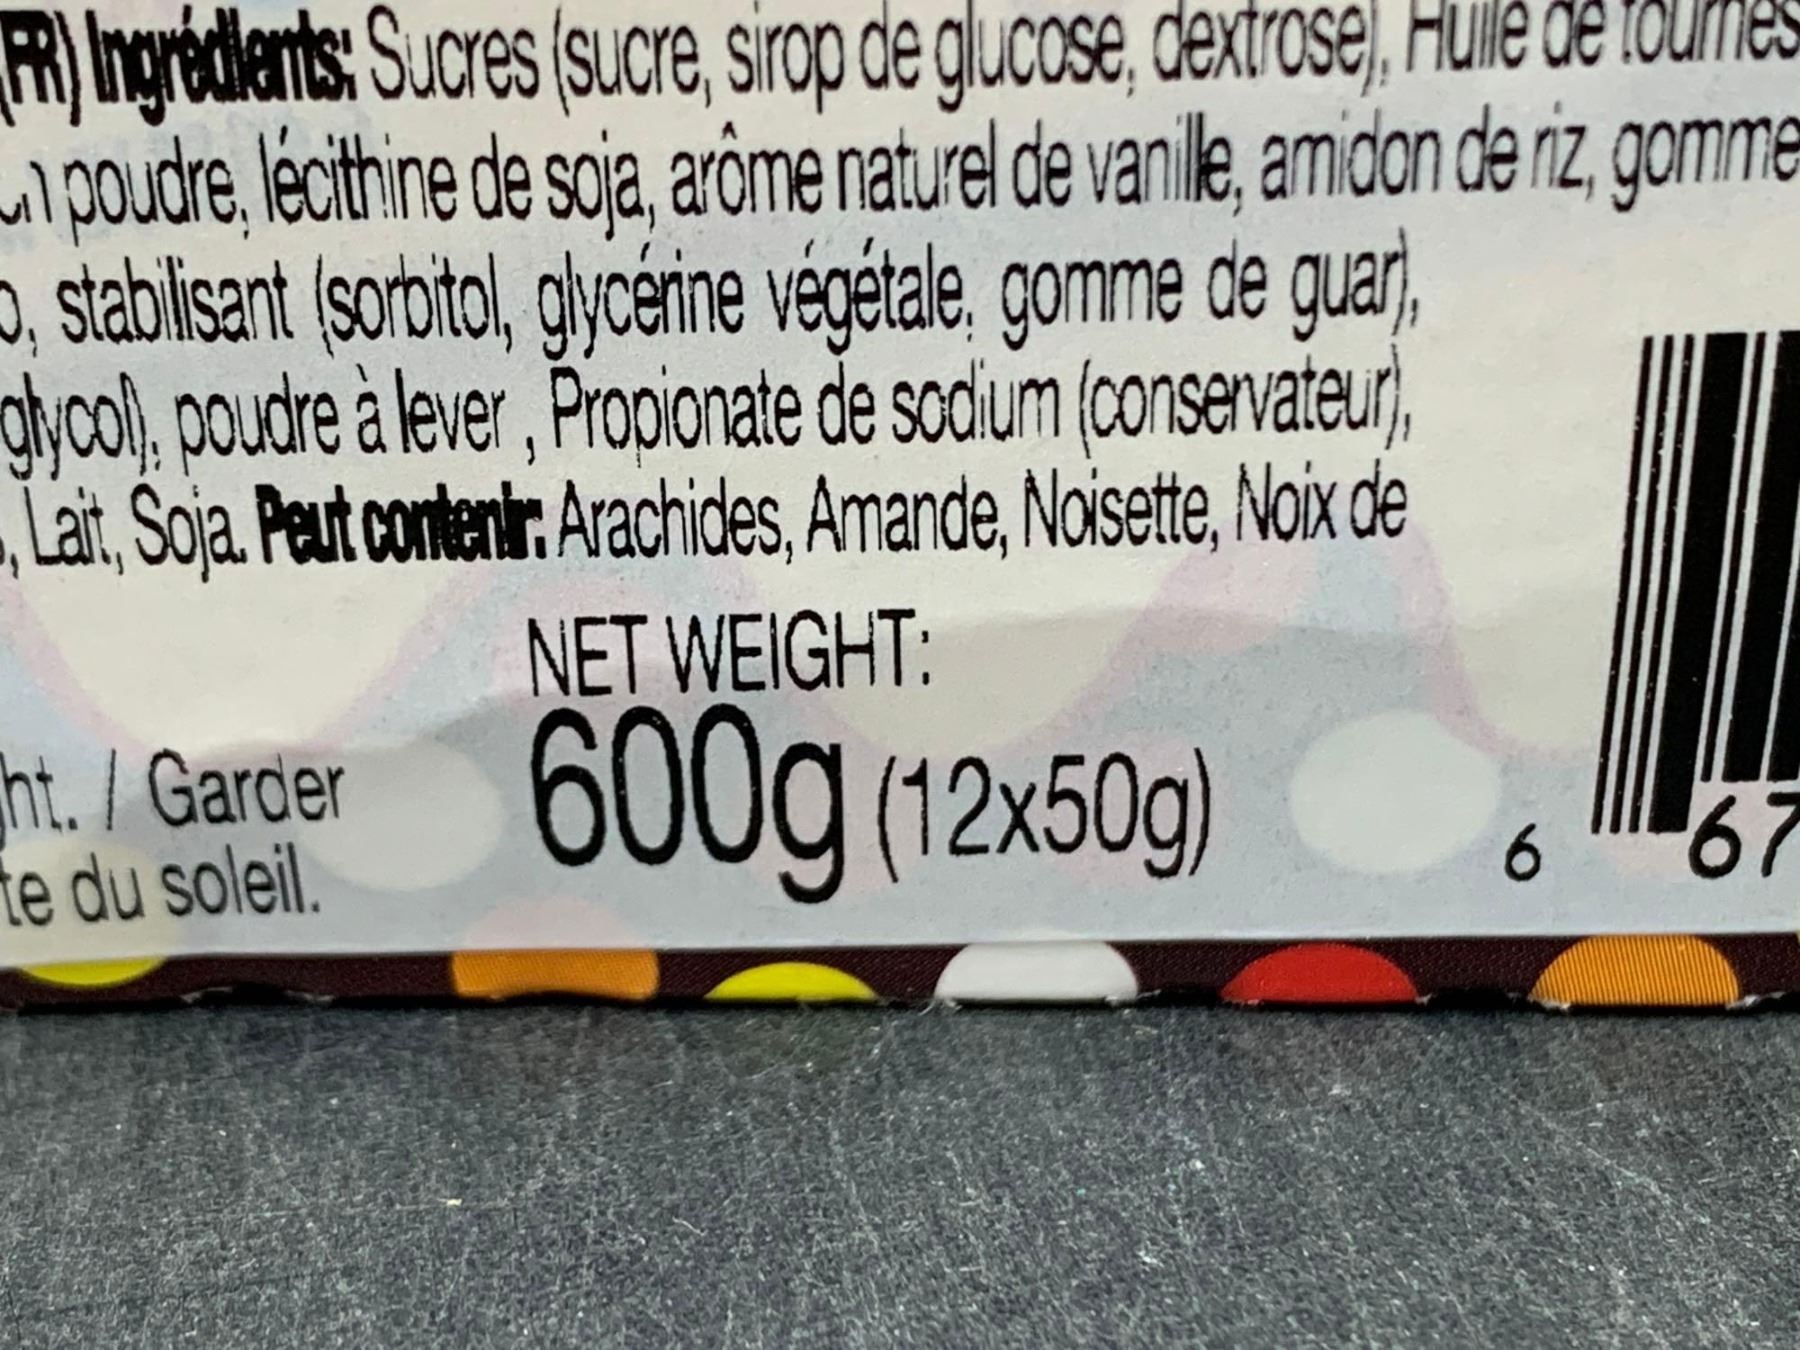 (FR) Ingrédients: Sucres (sucre, sirop de glucose, dextrose), Huile de tournes
poudre, lécithine de soja, arôme naturel de vanille, amidon de riz, gomme
o, stabilisant (sorbitol, glycérine végétale, gomme de guar),
glycol), poudre à lever , Propionate de sodium (conservateur),
, Lait, Soja. Peut contenir: Arachides, Amande, Noisette, Noix de
NET WEIGHT:
600g (12x50g)
ht. / Garder
te du soleil.
6 67